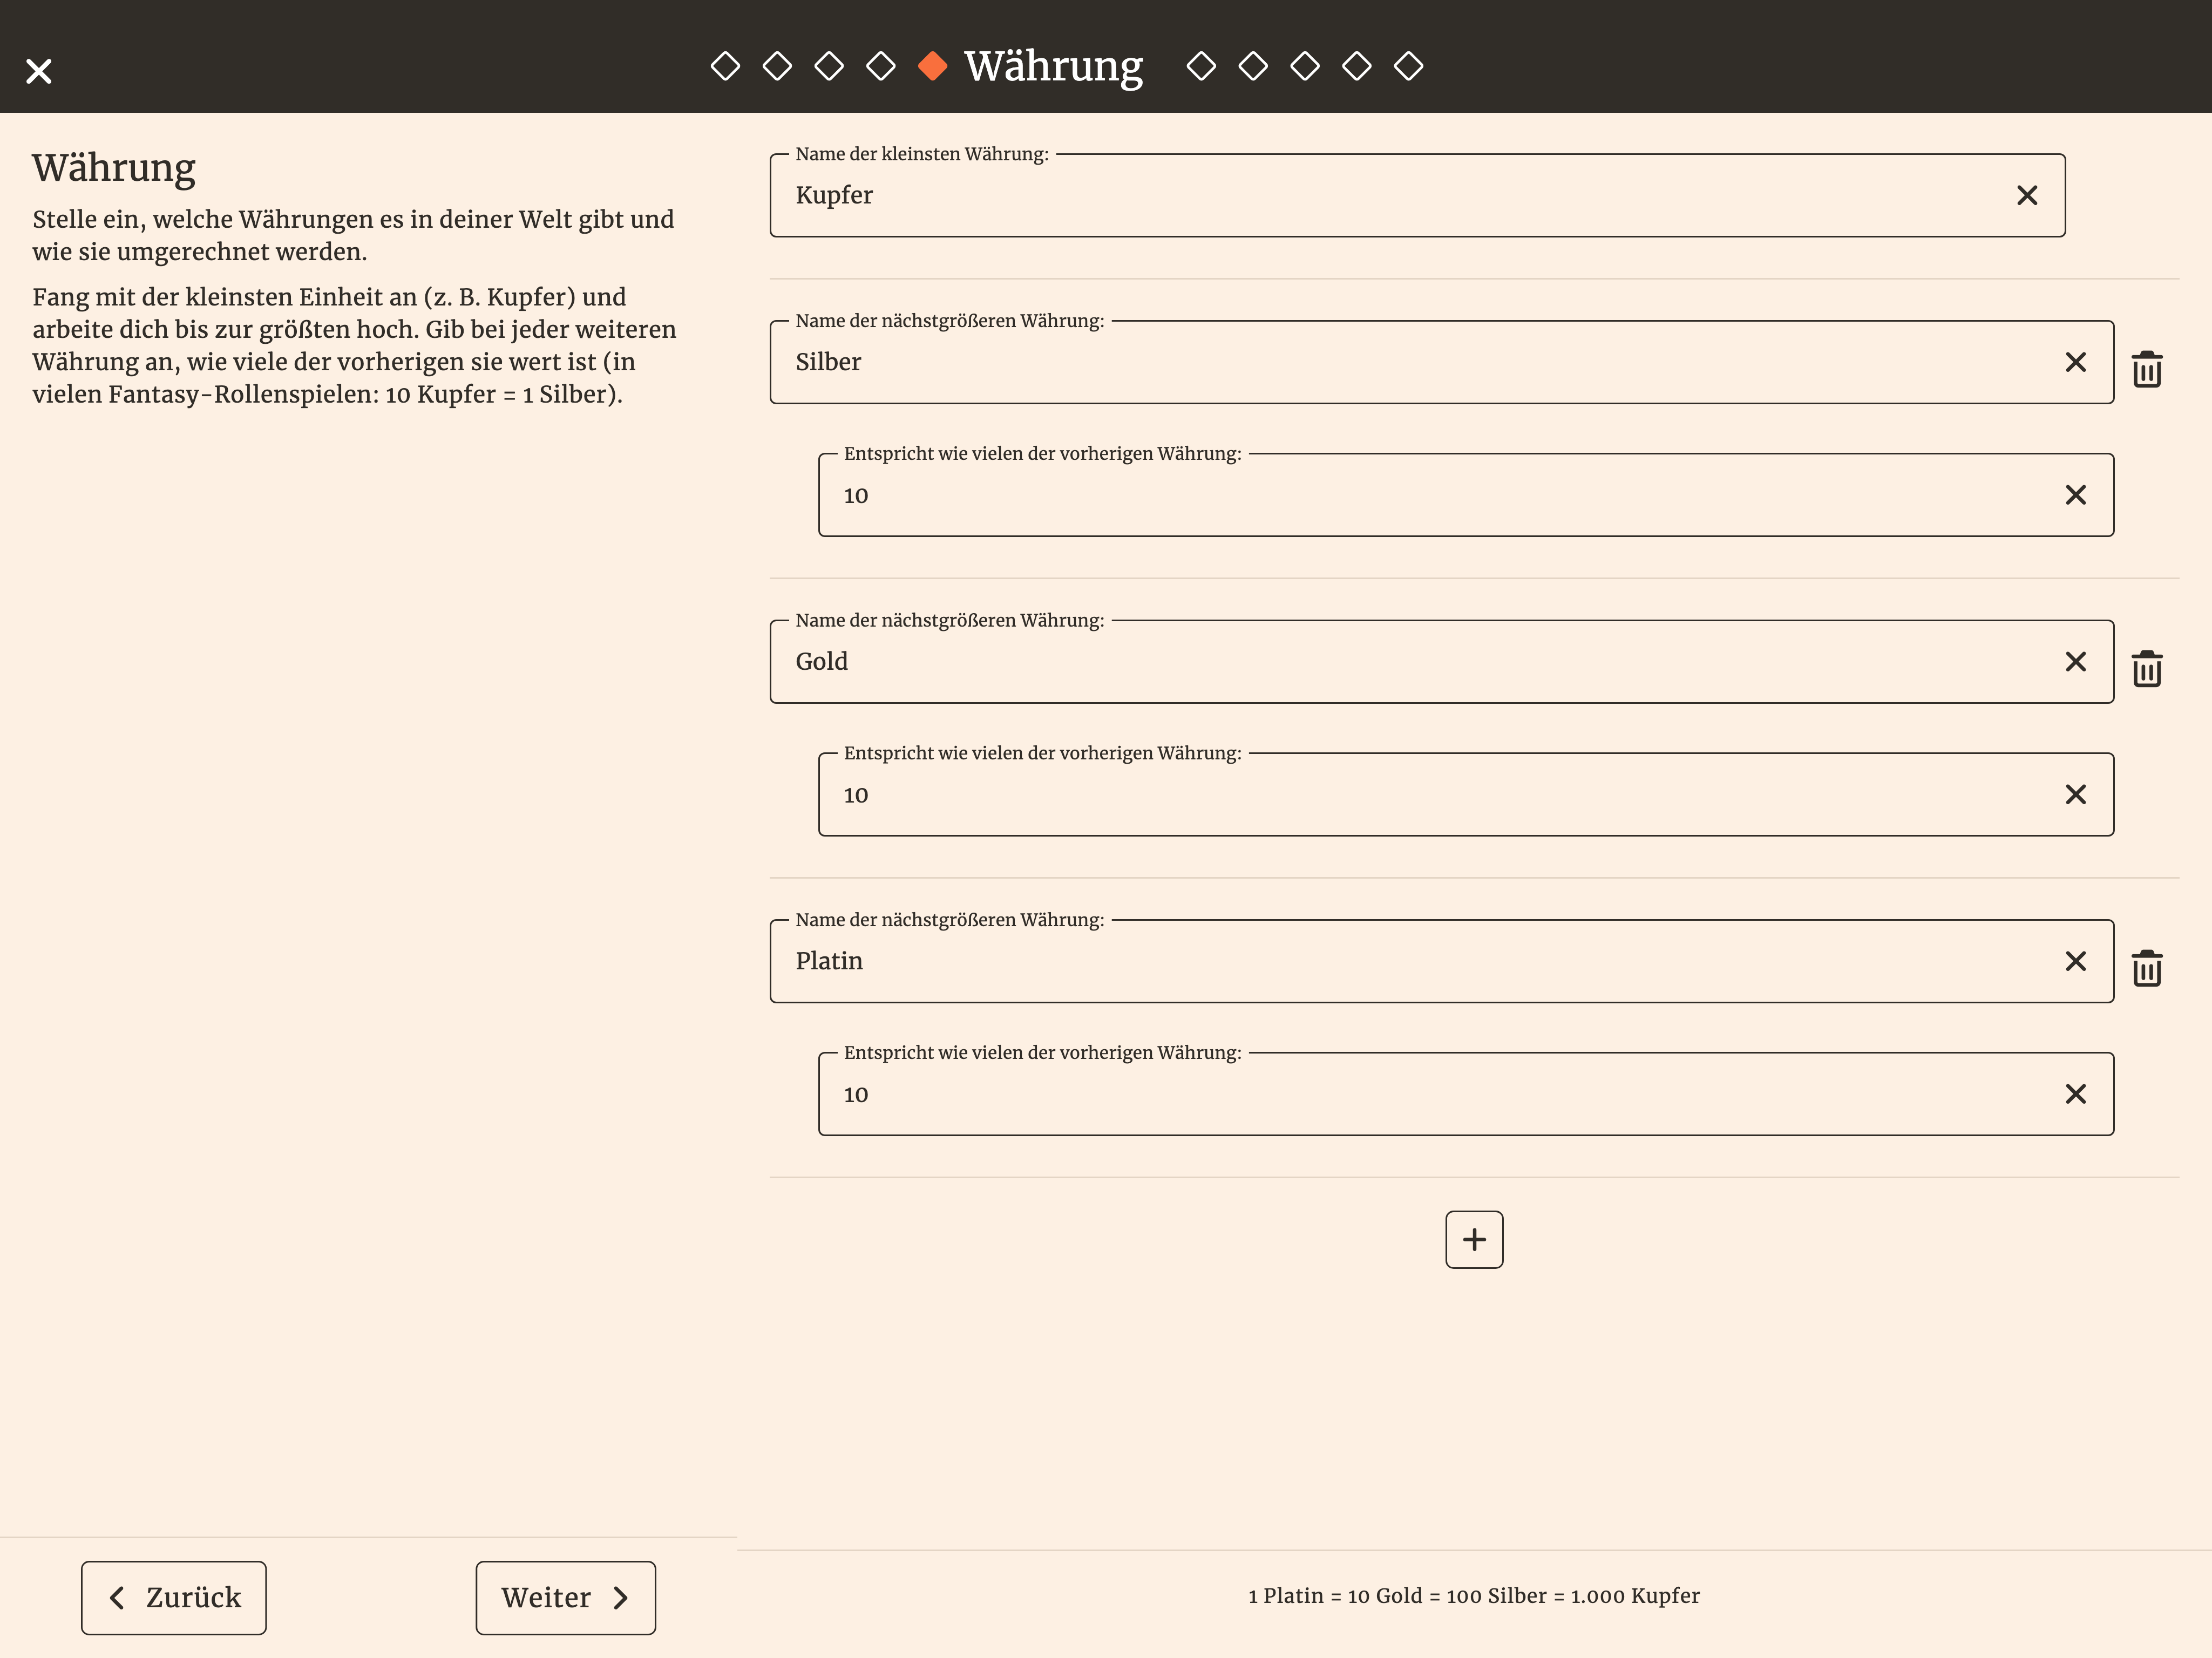 Währung
Währung
Stelle ein, welche Währungen es in deiner Welt gibt und
wie sie umgerechnet werden.
Fang mit der kleinsten Einheit an (z. B. Kupfer) und
arbeite dich bis zur größten hoch. Gib bei jeder weiteren
Währung an, wie viele der vorherigen sie wert ist (in
vielen Fantasy-Rollenspielen: 10 Kupfer = 1 Silber).
Name der kleinsten Währung:
Kupfer
Name der nächstgrößeren Währung:
Silber
Entspricht wie vielen der vorherigen Währung:
10
Name der nächstgrößeren Währung:
Gold
Entspricht wie vielen der vorherigen Währung:
10
Name der nächstgrößeren Währung:
Platin
Entspricht wie vielen der vorherigen Währung:
10
Zurück
Weiter
1 Platin = 10 Gold = 100 Silber = 1.000 Kupfer